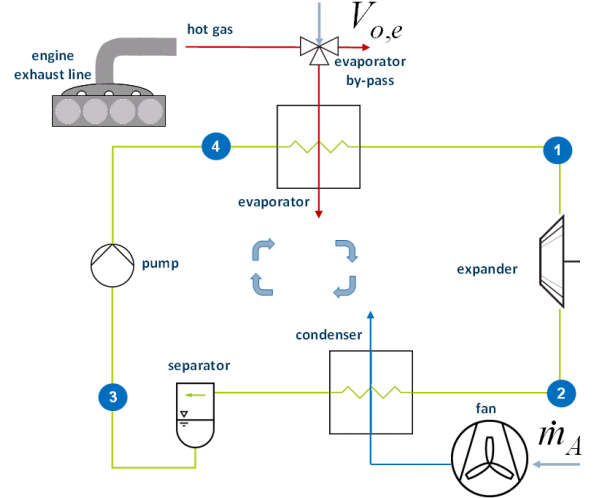 hot gas
V_o,e
engine
exhaust line
evaporator
by-pass
4
1
evaporator
pump
expander
condenser
separator
3
2
fan
ṁ_A